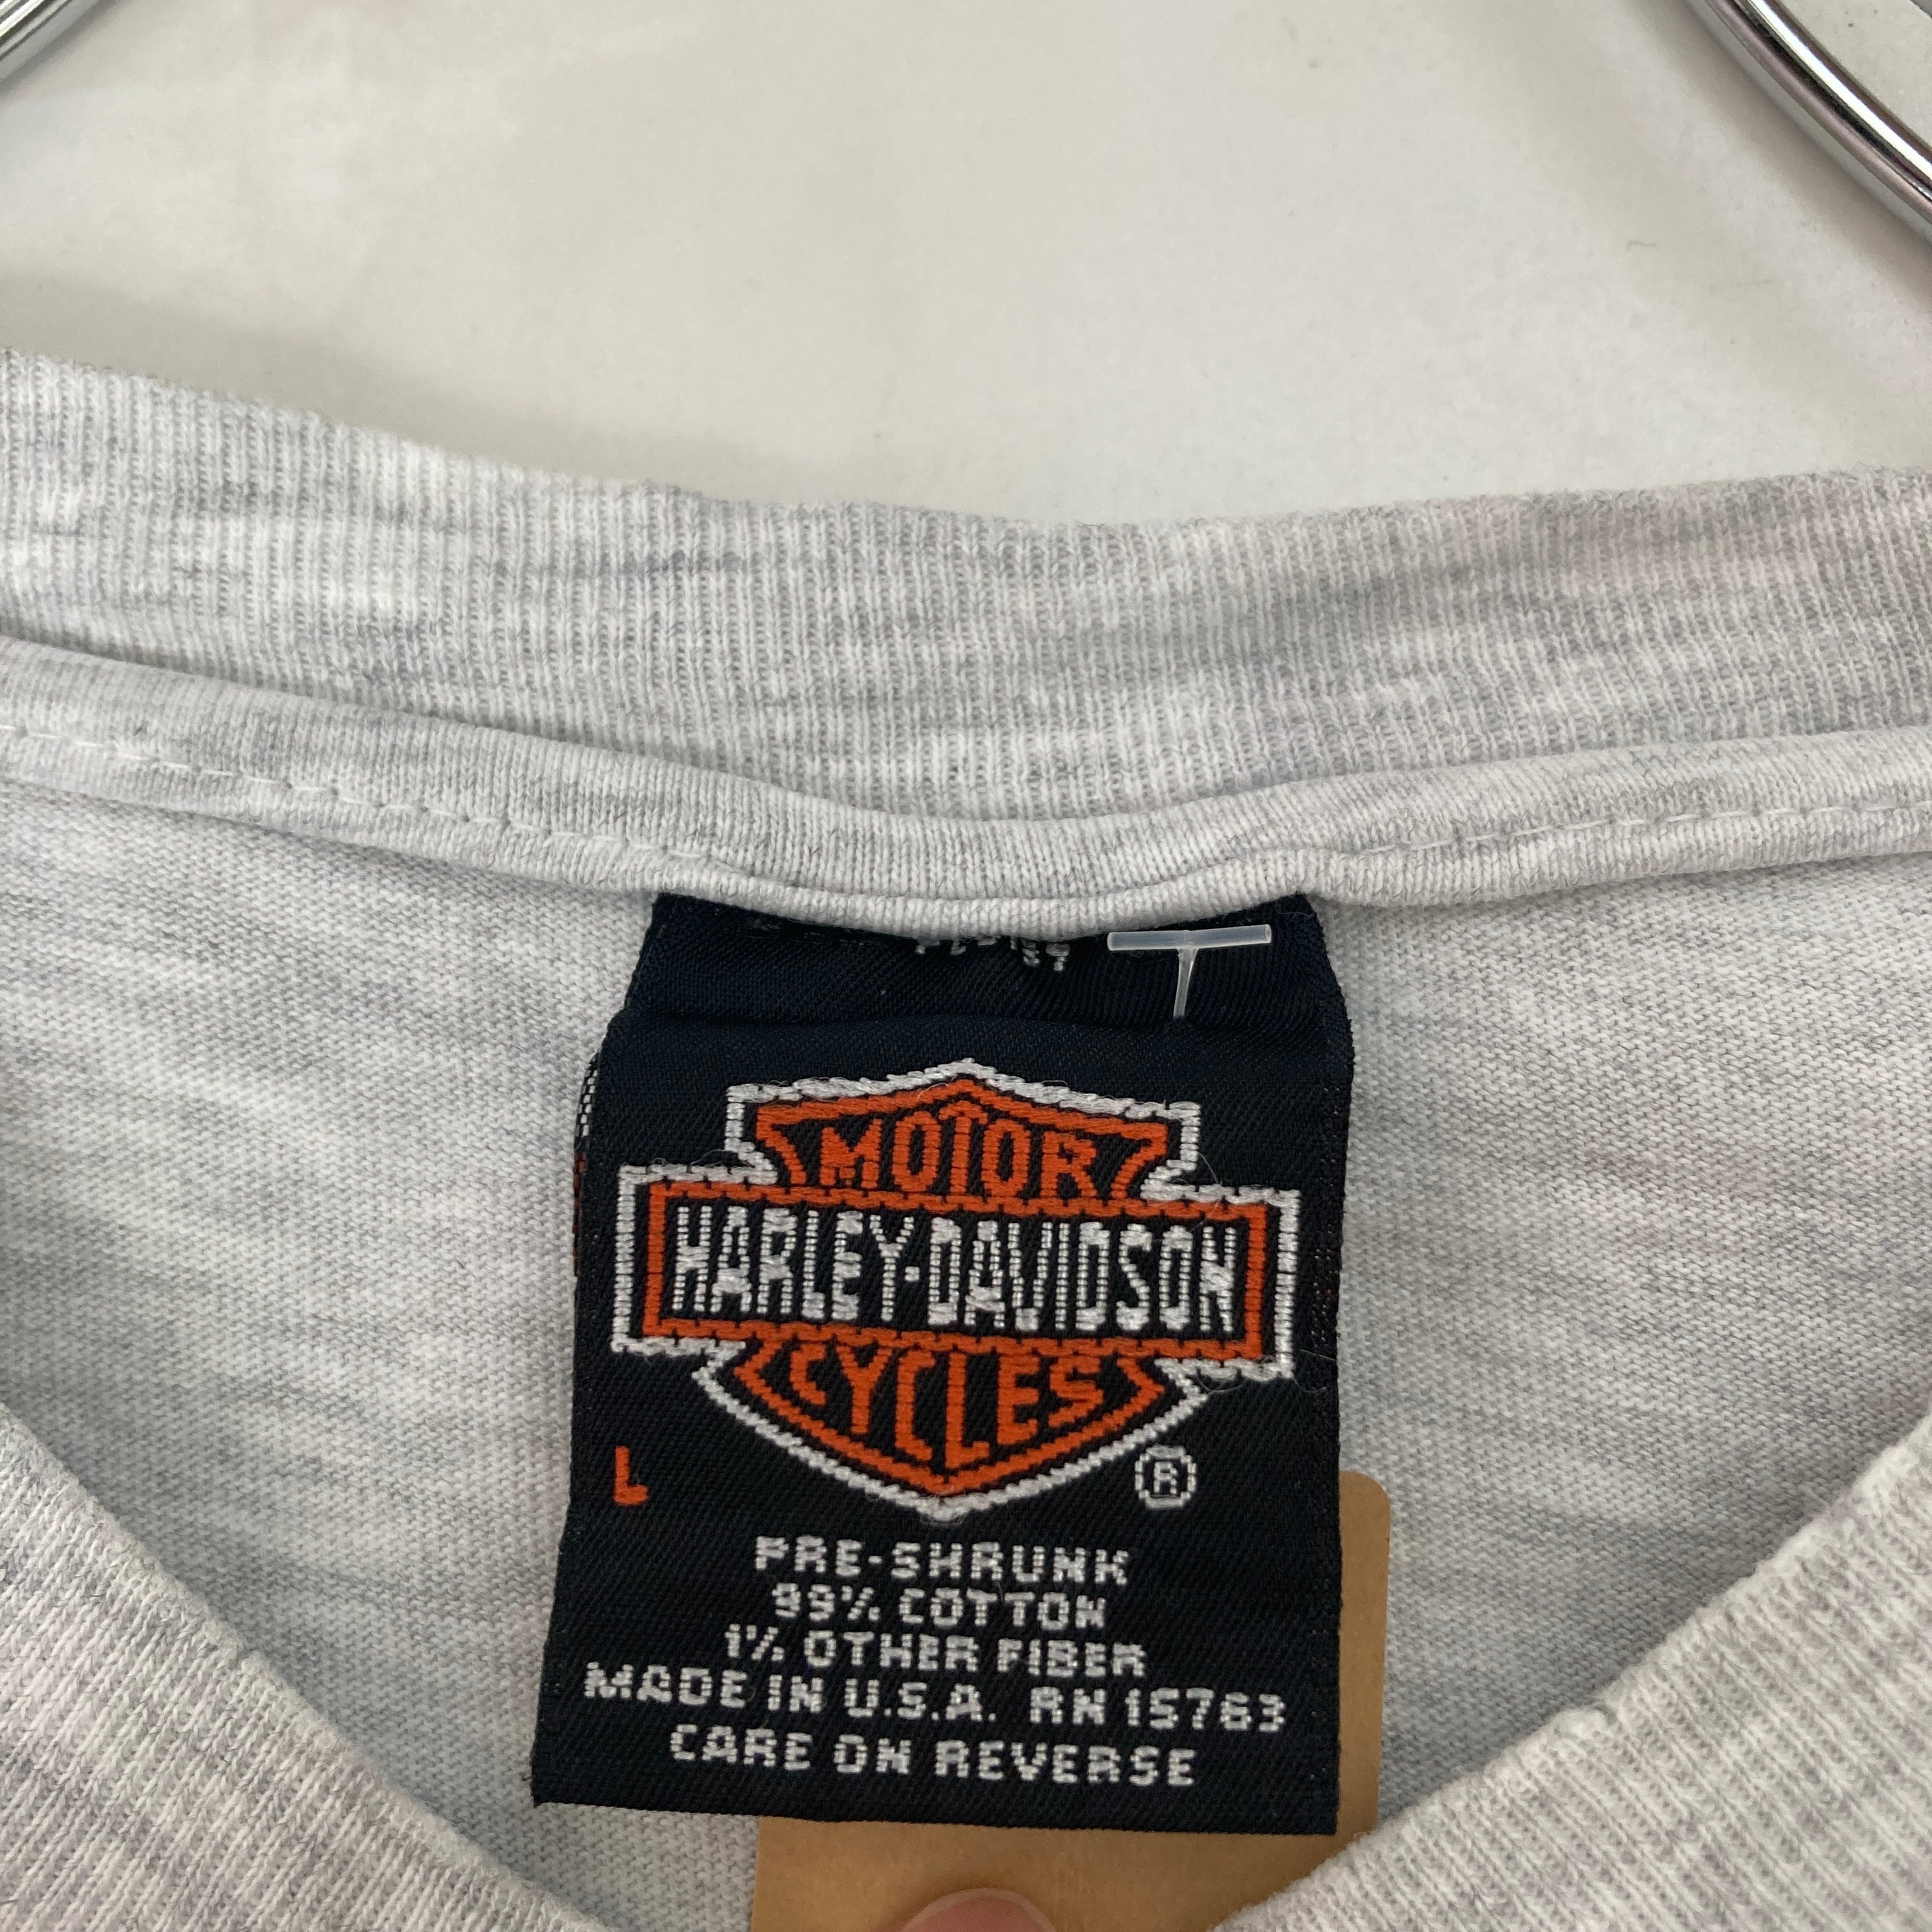 MOTOR
HARLEY-DAVIDSON
CYCLES
L ®
PRE-SHRUNK
99% COTTON
1% OTHER FIBER
MADE IN U.S.A. RN 15763
CARE ON REVERSE